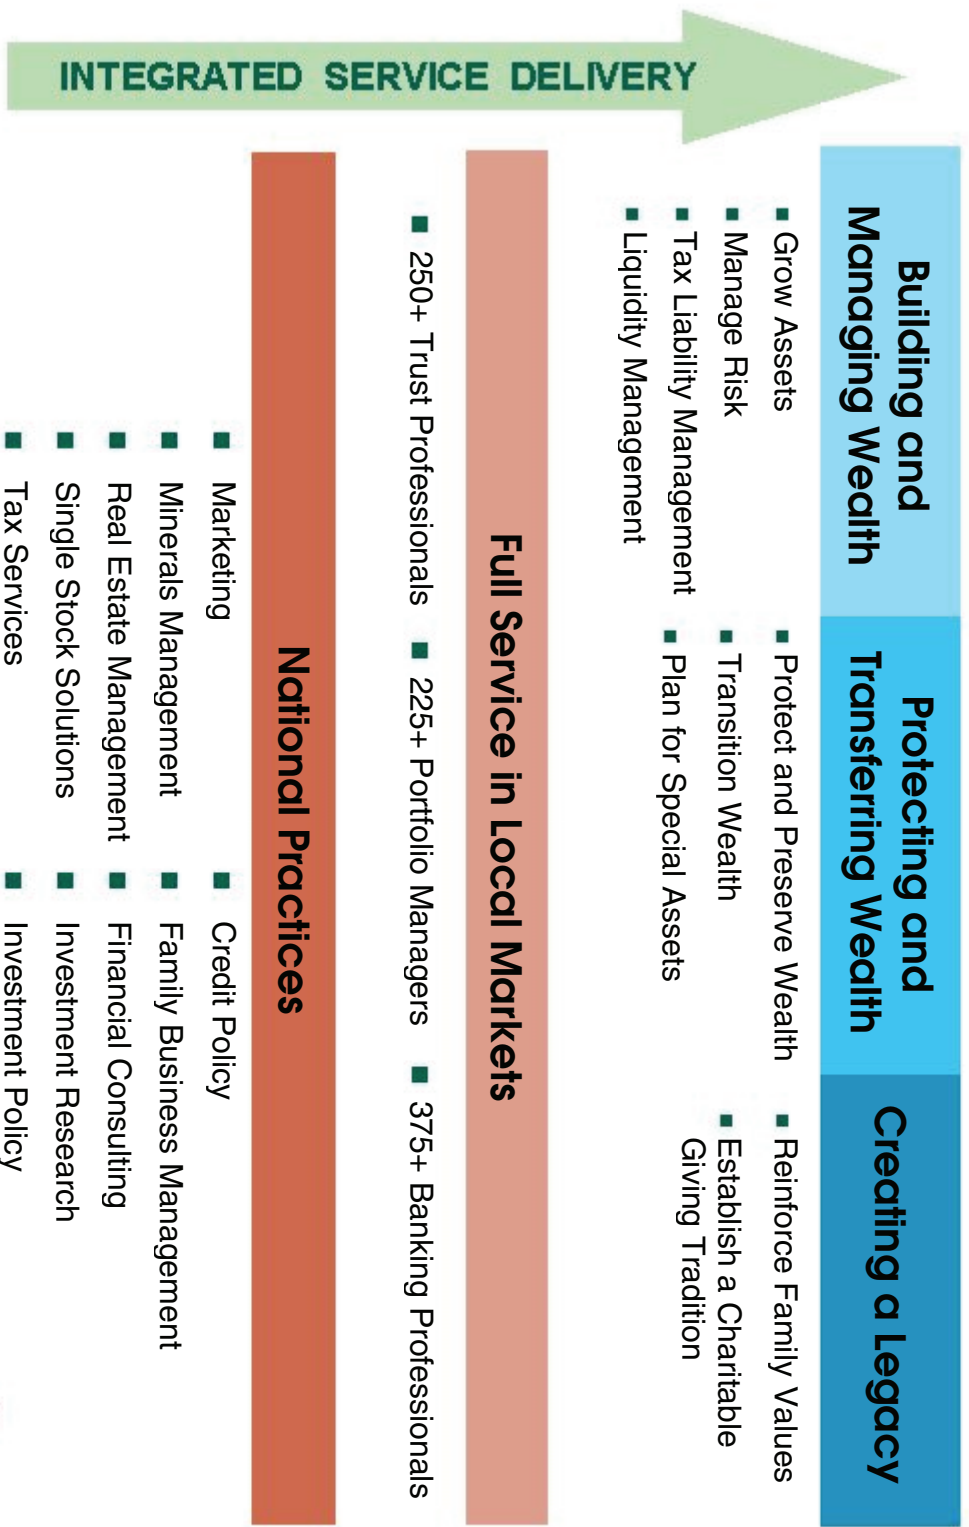 INTEGRATED SERVICE DELIVERY
Building and
Managing Wealth
Protecting and
Transferring Wealth
Creating a Legacy
Grow Assets
Manage Risk
Tax Liability Management
Liquidity Management
Protect and Preserve Wealth
Transition Wealth
Plan for Special Assets
Reinforce Family Values
Establish a Charitable
Giving Tradition
Full Service in Local Markets
250+ Trust Professionals
225+ Portfolio Managers
375+ Banking Professionals
National Practices
Marketing
Minerals Management
Real Estate Management
Single Stock Solutions
Tax Services
Credit Policy
Family Business Management
Financial Consulting
Investment Research
Investment Policy